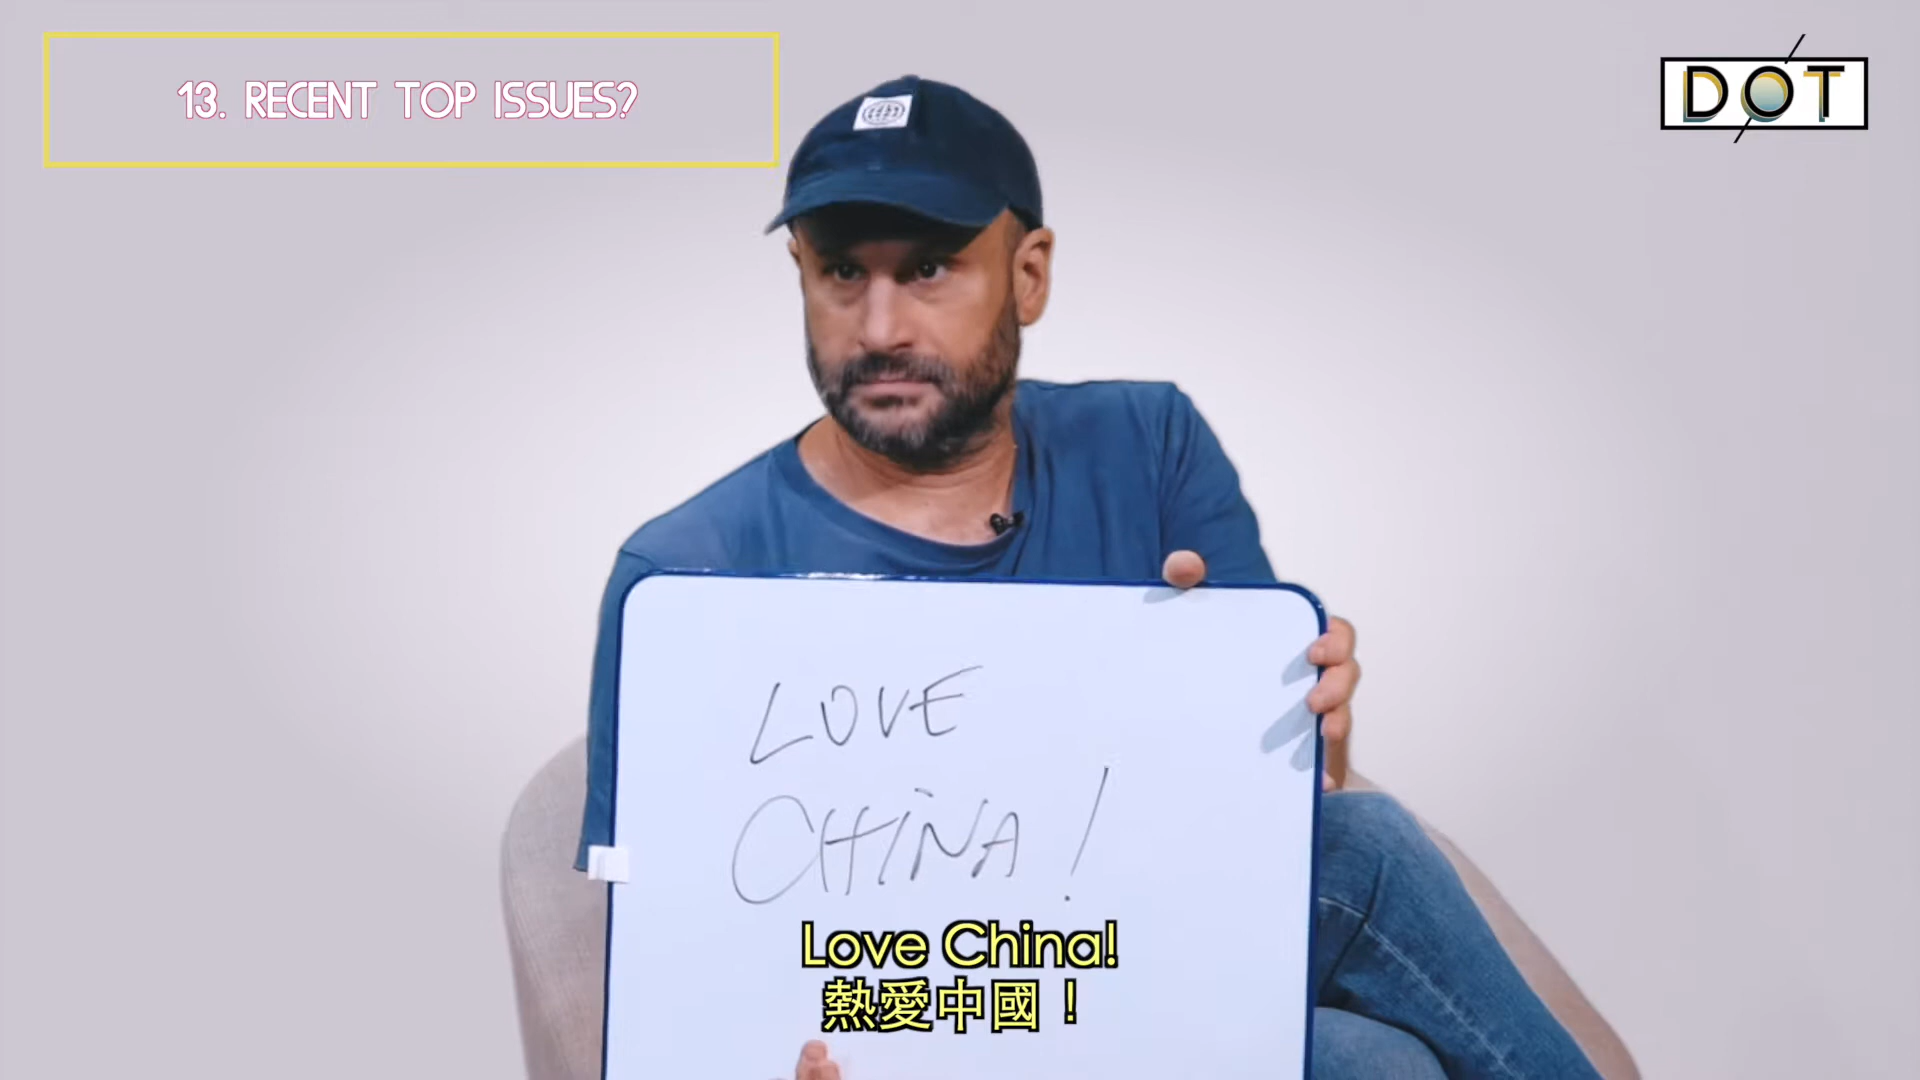 13. RECENT TOP ISSUES?
DOT
LOVE
CHINA!
Love China!
熱愛中國！